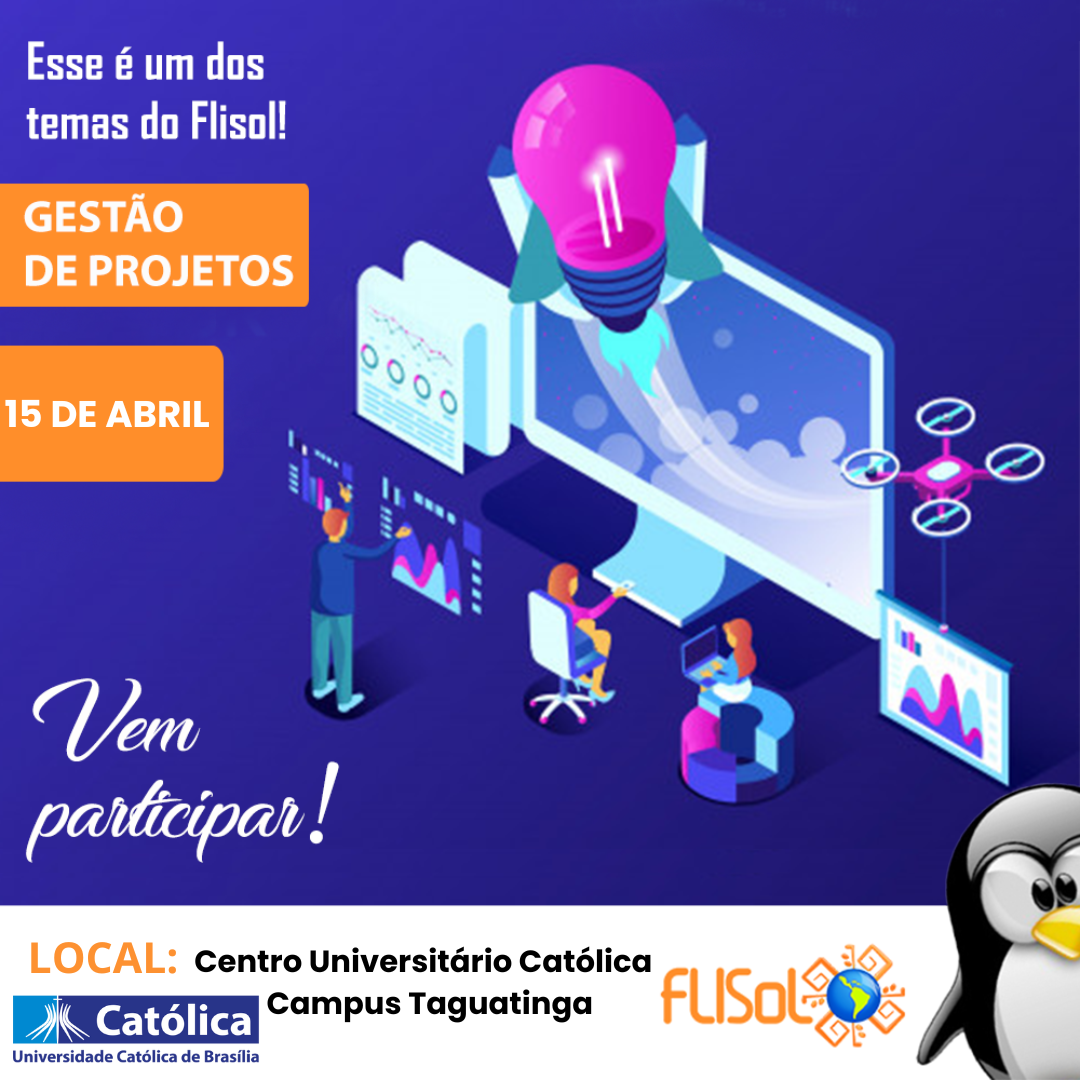 Esse é um dos
temas do Flisol!
GESTÃO
DE PROJETOS
15 DE ABRIL
Vem
participar!
LOCAL: Centro Universitário Católica
Campus Taguatinga
Católica
Universidade Católica de Brasília
FLISoL